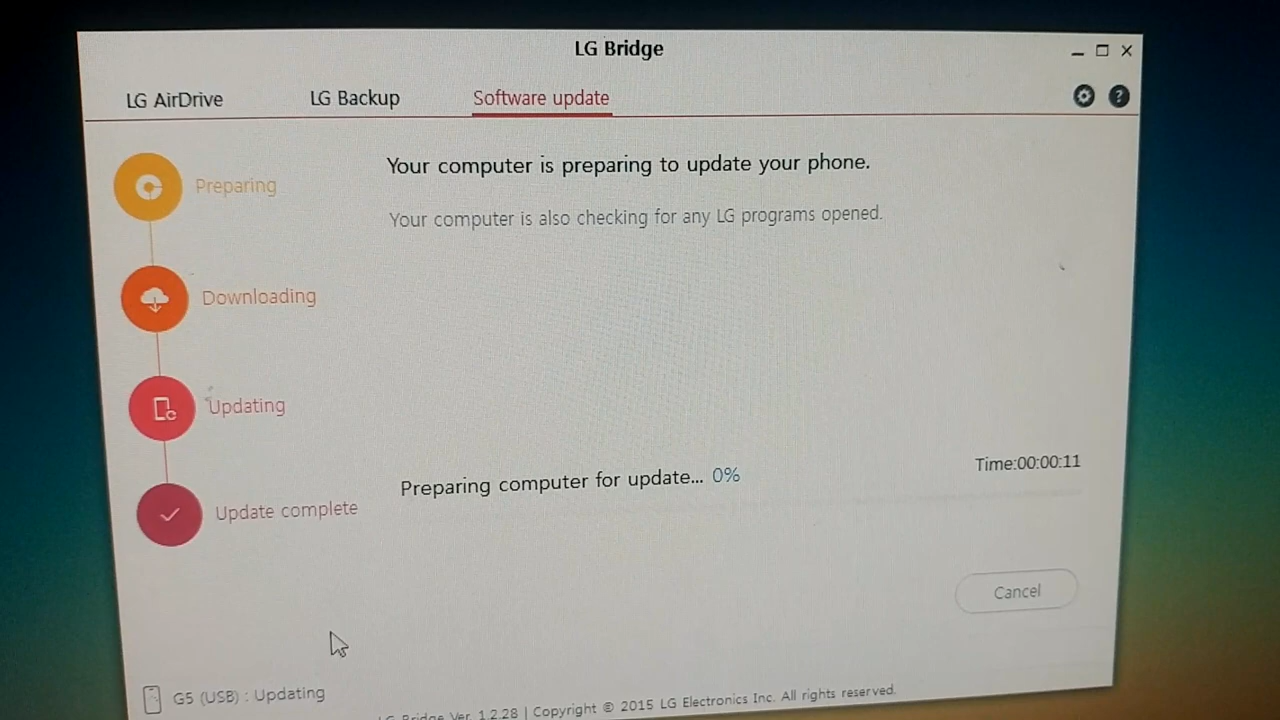 LG Bridge
LG AirDrive LG Backup Software update
Preparing
Your computer is preparing to update your phone.
Your computer is also checking for any LG programs opened.
Downloading
Updating
Preparing computer for update... 0%
Time:00:00:11
Update complete
Cancel
G5 (USB) : Updating
LG Bridge Ver. 1.2.28 | Copyright © 2015 LG Electronics Inc. All rights reserved.